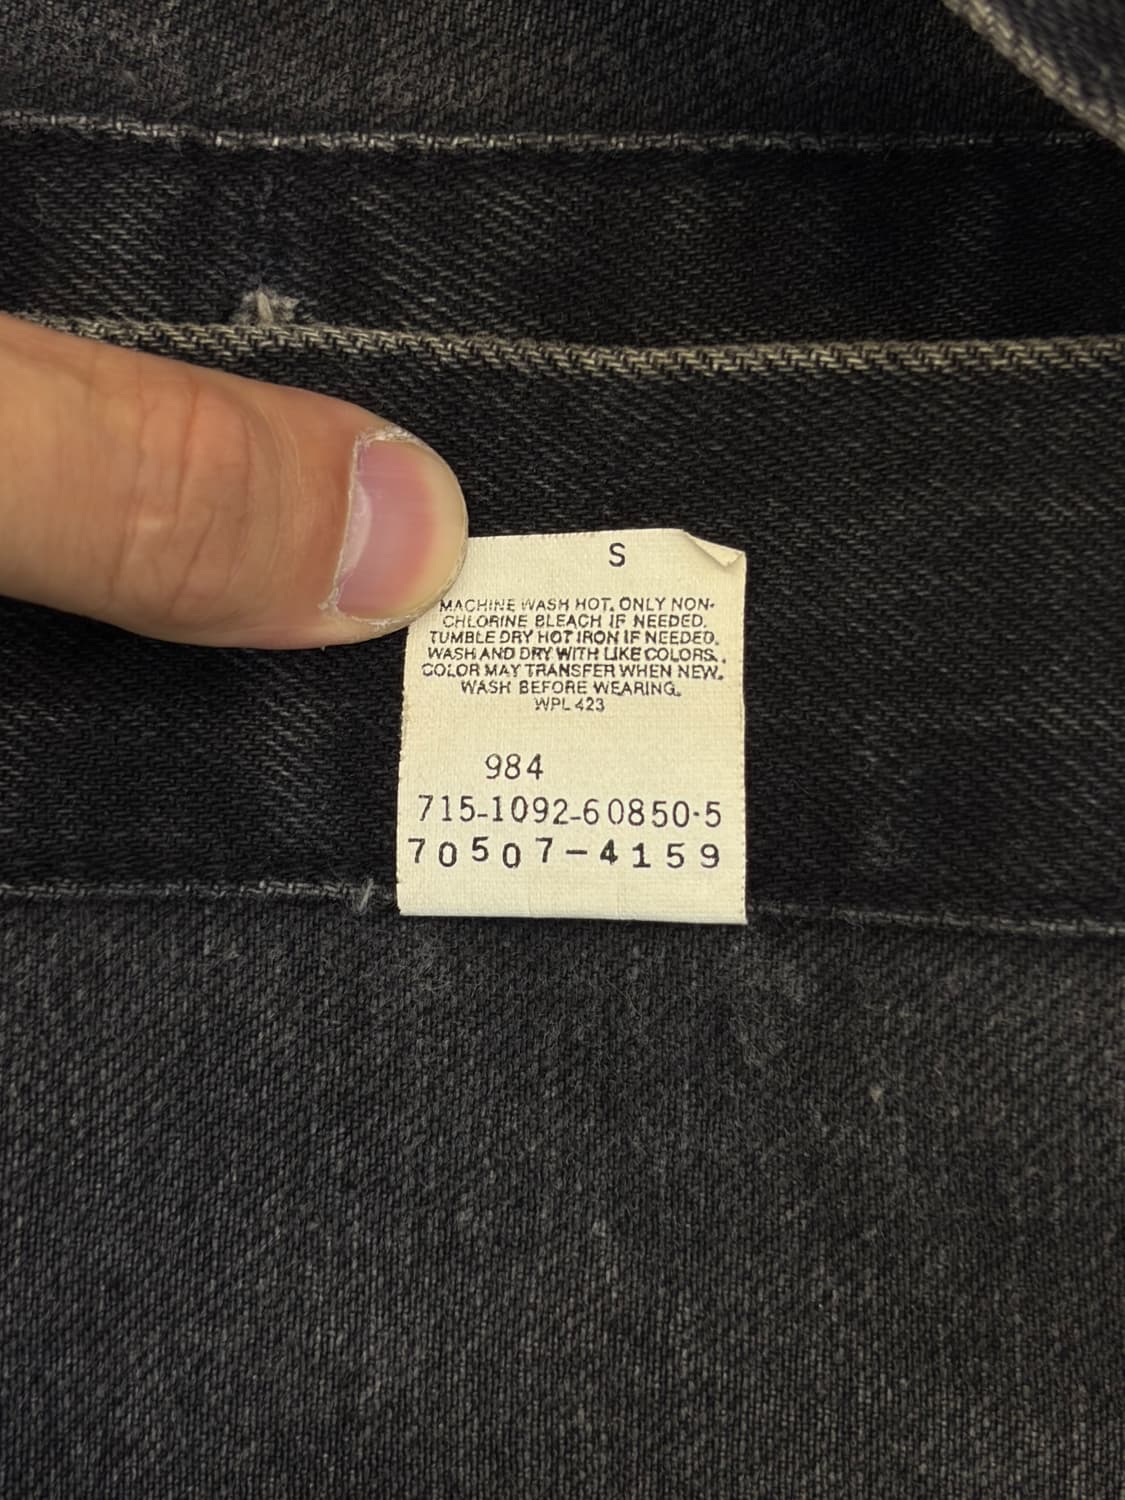 S
MACHINE WASH HOT. ONLY NON-
CHLORINE BLEACH IF NEEDED.
TUMBLE DRY HOT IRON IF NEEDED.
WASH AND DRY WITH LIKE COLORS.
COLOR MAY TRANSFER WHEN NEW.
WASH BEFORE WEARING.
WPL 423
984
715-1092-60850-5
70507-4159